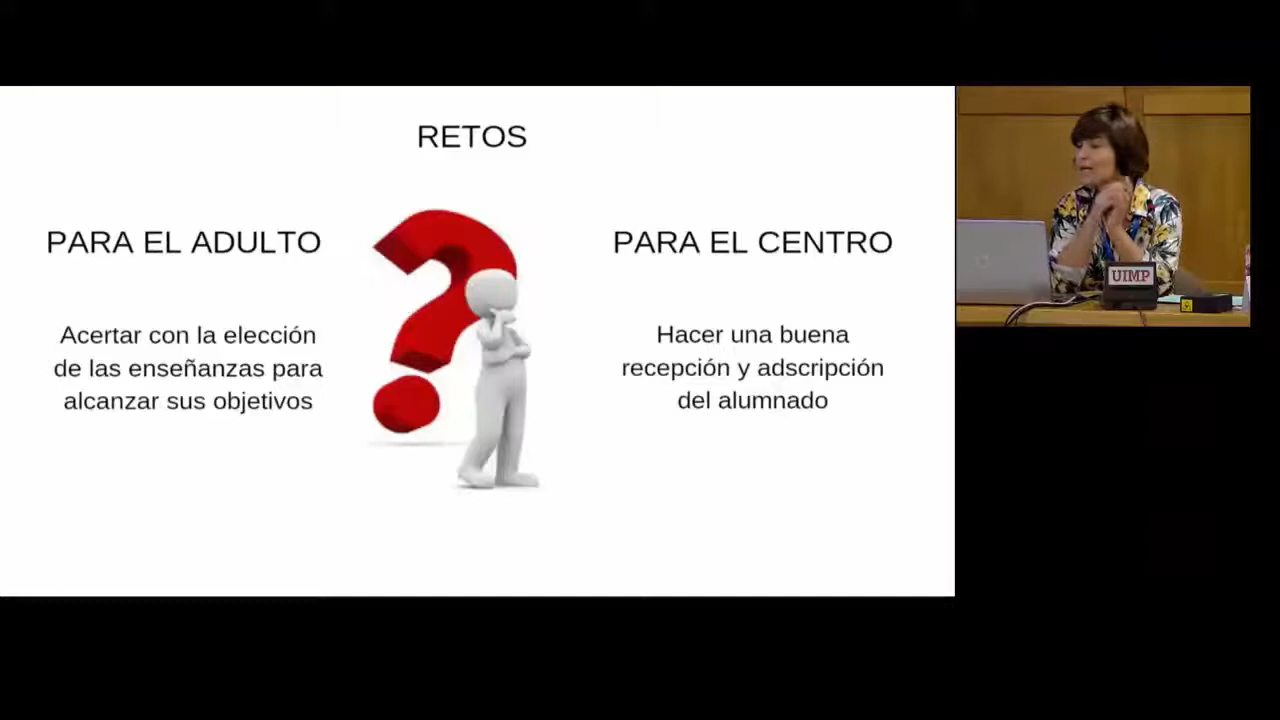 RETOS
PARA EL ADULTO
Acertar con la elección
de las enseñanzas para
alcanzar sus objetivos
PARA EL CENTRO
Hacer una buena
recepción y adscripción
del alumnado
UIMP